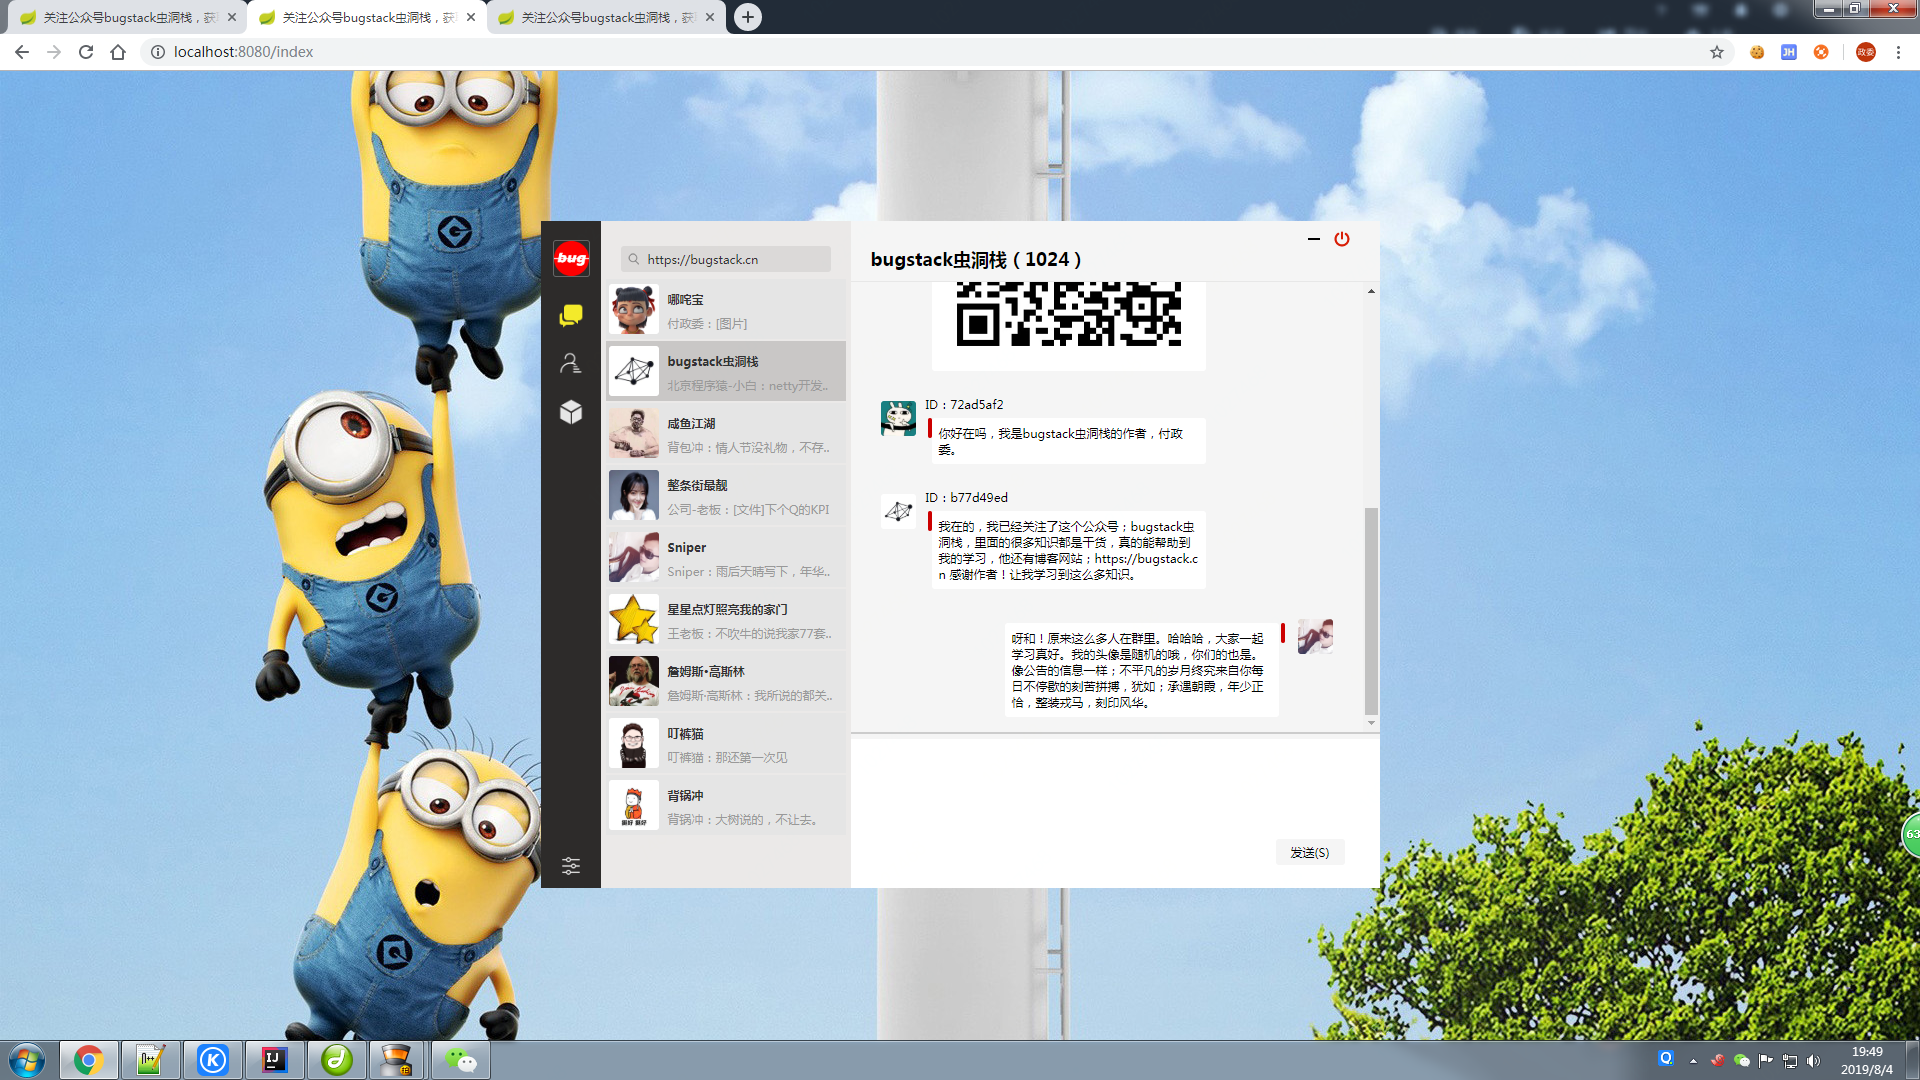 关注公众号bugstack虫洞栈，获
关注公众号bugstack虫洞栈，获
关注公众号bugstack虫洞栈，获
localhost:8080/index
JH
政委
bug
https://bugstack.cn
bugstack虫洞栈（1024）
哪咤宝
付政委：[图片]
bugstack虫洞栈
北京程序猿-小白：netty开发..
咸鱼江湖
背包冲：情人节没礼物，不存..
整条街最靓
公司-老板：[文件]下个Q的KPI
Sniper
Sniper：雨后天晴写下，年华..
星星点灯照亮我的家门
王老板：不吹牛的说我家77套..
詹姆斯·高斯林
詹姆斯·高斯林：我所说的都关..
叮裤猫
叮裤猫：那还第一次见
背锅冲
背锅冲：大树说的，不让去。
ID：72ad5af2
你好在吗，我是bugstack虫洞栈的作者，付政
委。
ID：b77d49ed
我在的，我已经关注了这个公众号；bugstack虫
洞栈，里面的很多知识都是干货，真的能帮助到
我的学习，他还有博客网站；https://bugstack.c
n 感谢作者！让我学习到这么多知识。
呀和！原来这么多人在群里。哈哈哈，大家一起
学习真好。我的头像是随机的哦，你们的也是。
像公告的信息一样；不平凡的岁月终究来自你每
日不停歇的刻苦拼搏，犹如；承遇朝霞，年少正
恰，整装戎马，刻印风华。
发送(S)
63
IJ
19:49
2019/8/4